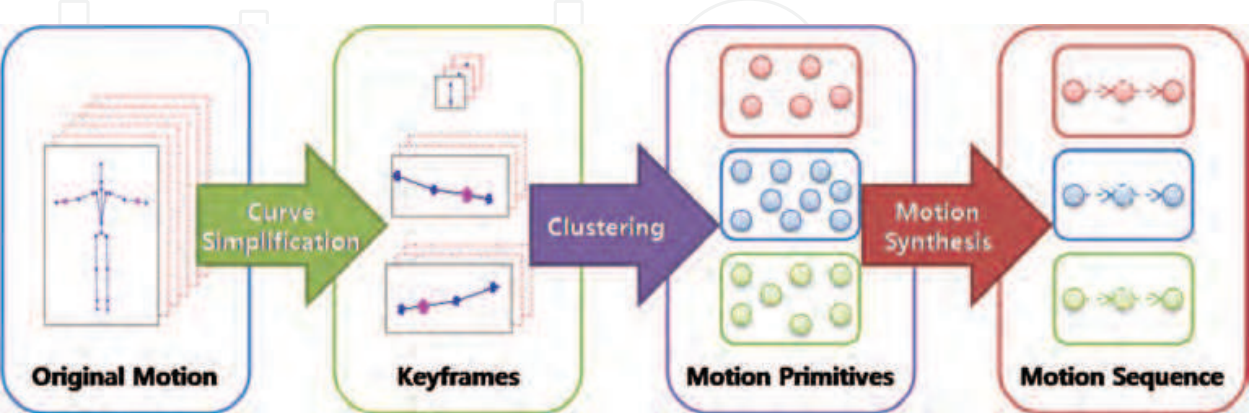 Curve
Simplification
Clustering
Motion
Synthesis
Original Motion
Keyframes
Motion Primitives
Motion Sequence